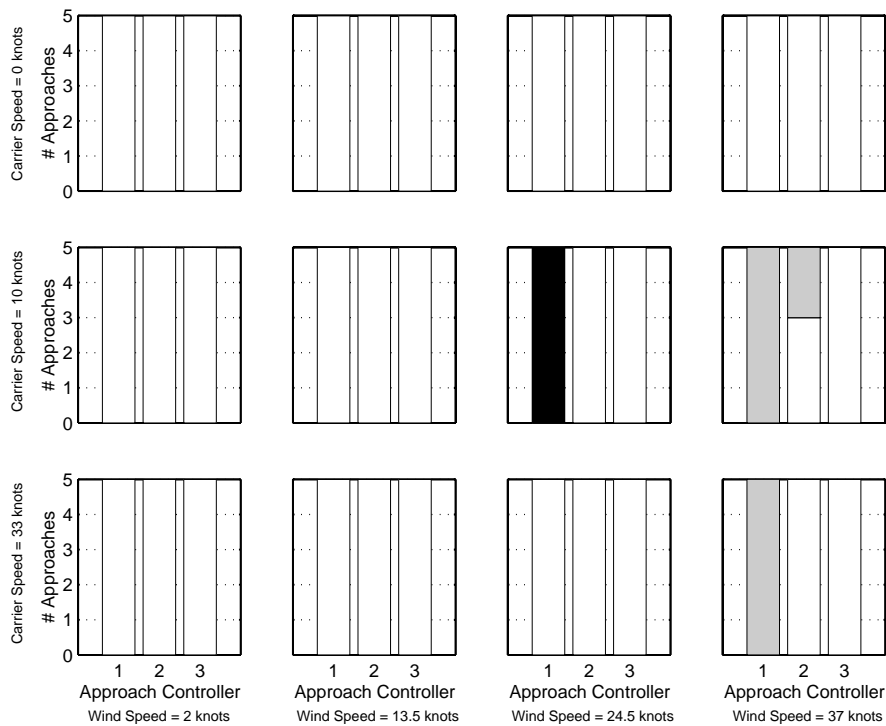 Carrier Speed = 0 knots
# Approaches
5
4
3
2
1
0
Carrier Speed = 10 knots
# Approaches
5
4
3
2
1
0
Carrier Speed = 33 knots
# Approaches
5
4
3
2
1
0
1 2 3
Approach Controller
Wind Speed = 2 knots
1 2 3
Approach Controller
Wind Speed = 13.5 knots
1 2 3
Approach Controller
Wind Speed = 24.5 knots
1 2 3
Approach Controller
Wind Speed = 37 knots